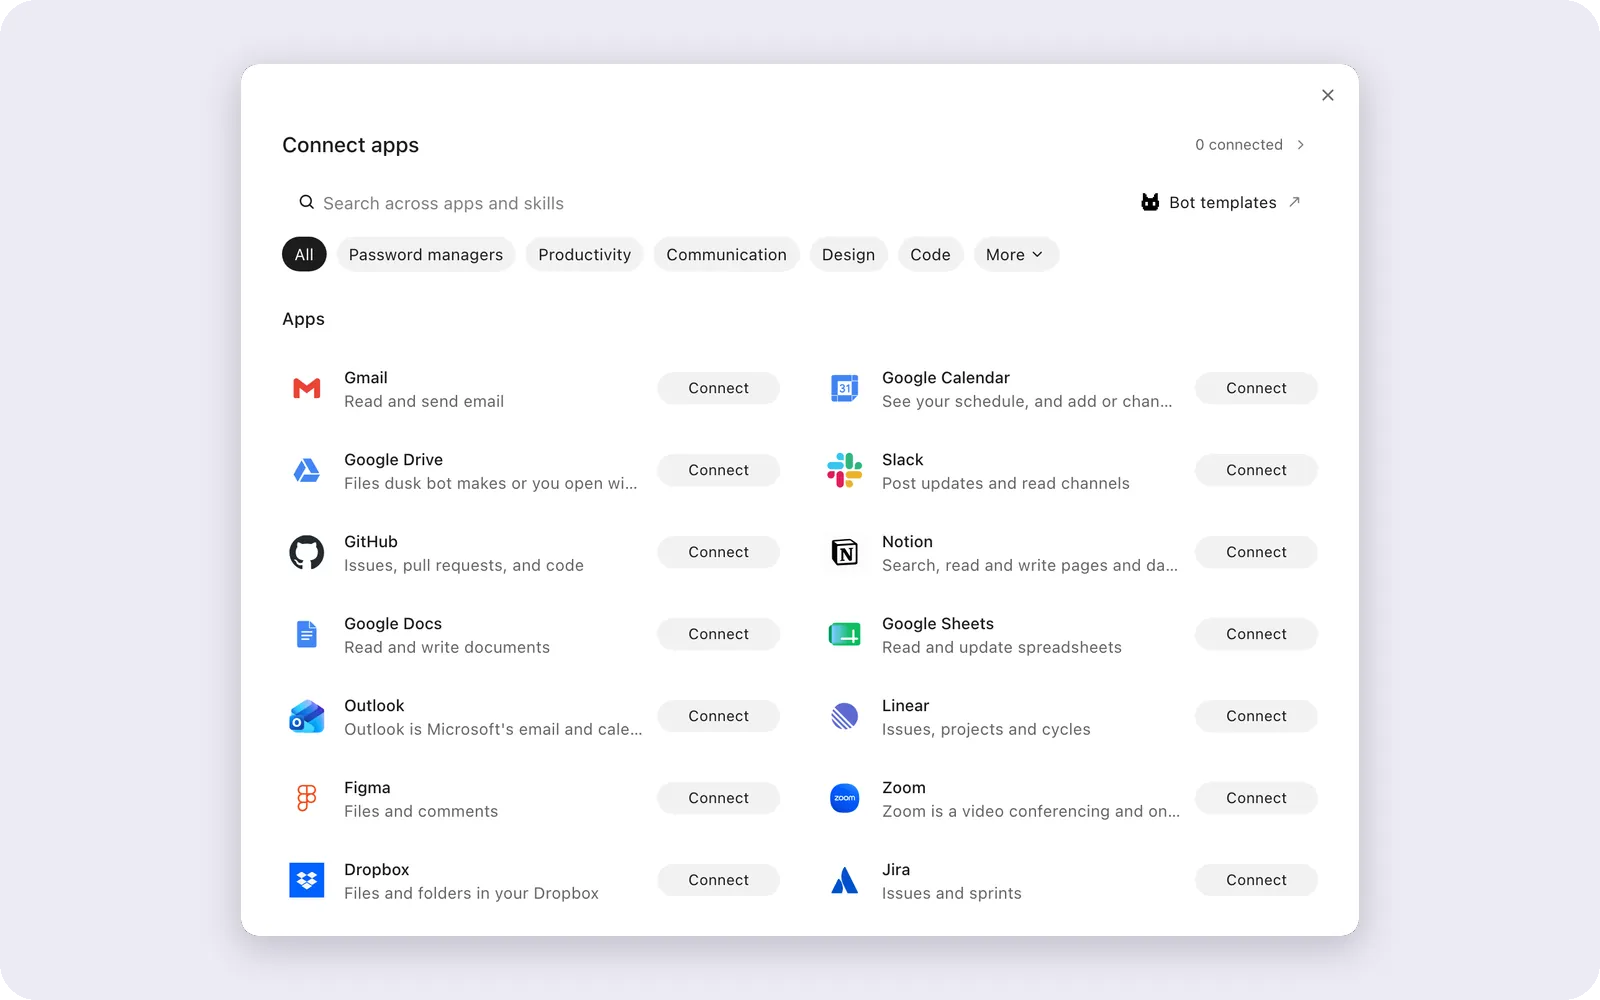 Connect apps
0 connected
Search across apps and skills
Bot templates
All
Password managers
Productivity
Communication
Design
Code
More
Apps
Gmail
Read and send email
Connect
Google Calendar
See your schedule, and add or chan...
Connect
31
Google Drive
Files dusk bot makes or you open wi...
Connect
Slack
Post updates and read channels
Connect
GitHub
Issues, pull requests, and code
Connect
Notion
Search, read and write pages and da...
Connect
N
Google Docs
Read and write documents
Connect
Google Sheets
Read and update spreadsheets
Connect
Outlook
Outlook is Microsoft's email and cale...
Connect
O
Linear
Issues, projects and cycles
Connect
Figma
Files and comments
Connect
zoom
Zoom
Zoom is a video conferencing and on...
Connect
Dropbox
Files and folders in your Dropbox
Connect
Jira
Issues and sprints
Connect